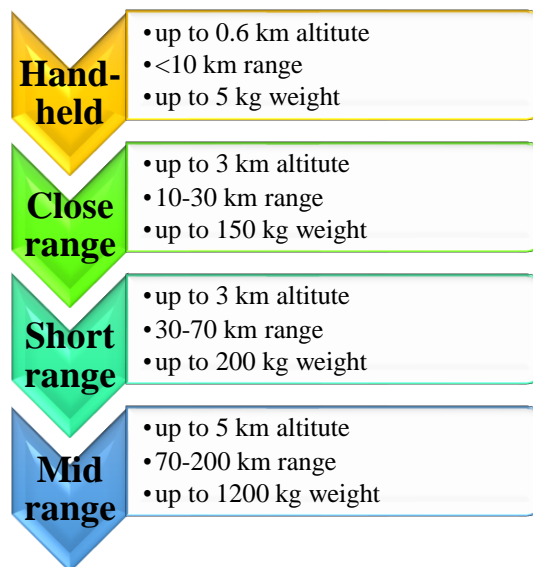 Hand-
held
•up to 0.6 km altitute
•<10 km range
•up to 5 kg weight
Close
range
•up to 3 km altitute
•10-30 km range
•up to 150 kg weight
Short
range
•up to 3 km altitute
•30-70 km range
•up to 200 kg weight
Mid
range
•up to 5 km altitute
•70-200 km range
•up to 1200 kg weight